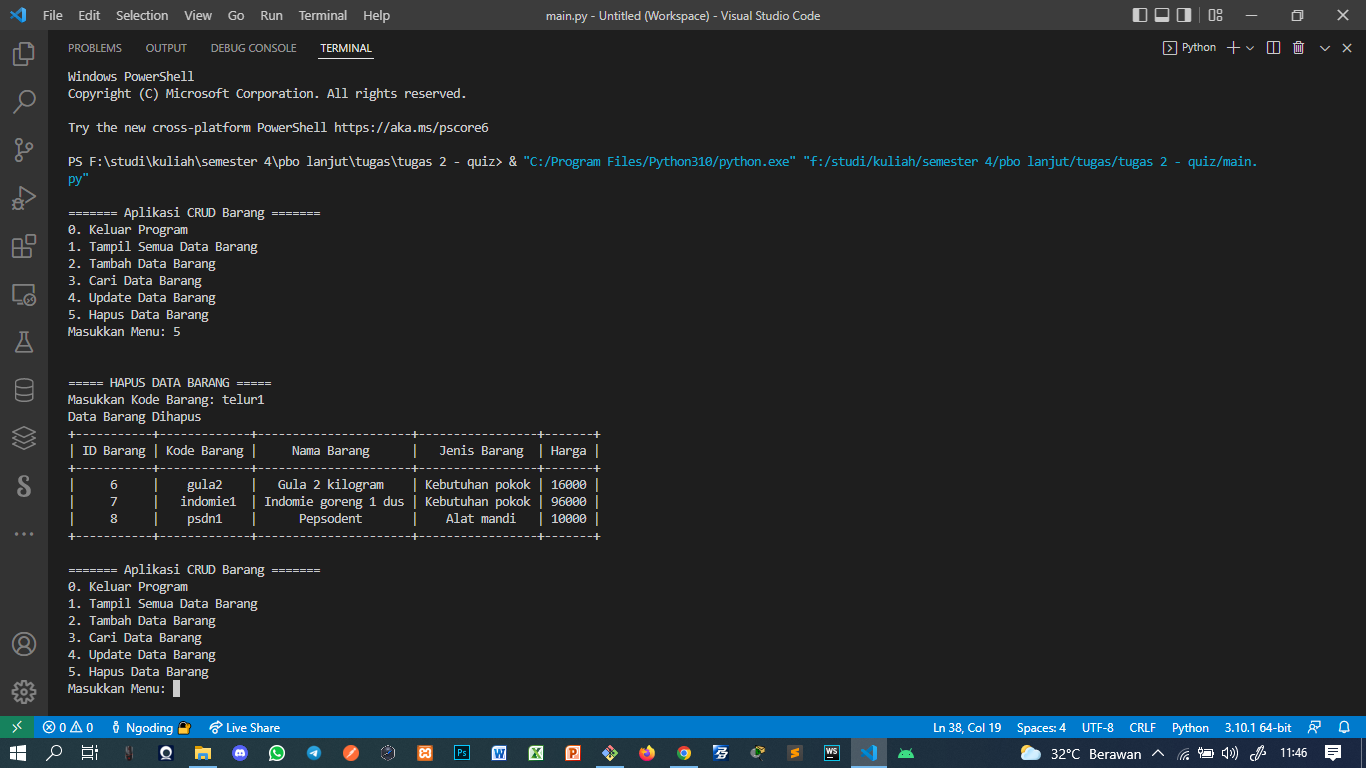 File Edit Selection View Go Run Terminal Help main.py - Untitled (Workspace) - Visual Studio Code
PROBLEMS OUTPUT DEBUG CONSOLE TERMINAL Python
Windows PowerShell
Copyright (C) Microsoft Corporation. All rights reserved.
Try the new cross-platform PowerShell https://aka.ms/pscore6
PS F:\studi\kuliah\semester 4\pbo lanjut\tugas\tugas 2 - quiz> & "C:/Program Files/Python310/python.exe" "f:/studi/kuliah/semester 4/pbo lanjut/tugas/tugas 2 - quiz/main.
py"
======= Aplikasi CRUD Barang =======
0. Keluar Program
1. Tampil Semua Data Barang
2. Tambah Data Barang
3. Cari Data Barang
4. Update Data Barang
5. Hapus Data Barang
Masukkan Menu: 5
===== HAPUS DATA BARANG =====
Masukkan Kode Barang: telur1
Data Barang Dihapus
+-----------+-------------+----------------------+-----------------+-------+
| ID Barang | Kode Barang |     Nama Barang      |   Jenis Barang  | Harga |
+-----------+-------------+----------------------+-----------------+-------+
|     6     |    gula2    |   Gula 2 kilogram    | Kebutuhan pokok | 16000 |
|     7     |   indomie1  | Indomie goreng 1 dus | Kebutuhan pokok | 96000 |
|     8     |    psdn1    |      Pepsodent       |    Alat mandi   | 10000 |
+-----------+-------------+----------------------+-----------------+-------+
======= Aplikasi CRUD Barang =======
0. Keluar Program
1. Tampil Semua Data Barang
2. Tambah Data Barang
3. Cari Data Barang
4. Update Data Barang
5. Hapus Data Barang
Masukkan Menu:
0 0 Ngoding Live Share Ln 38, Col 19 Spaces: 4 UTF-8 CRLF Python 3.10.1 64-bit
Ps W X P WS 32°C Berawan 11:46